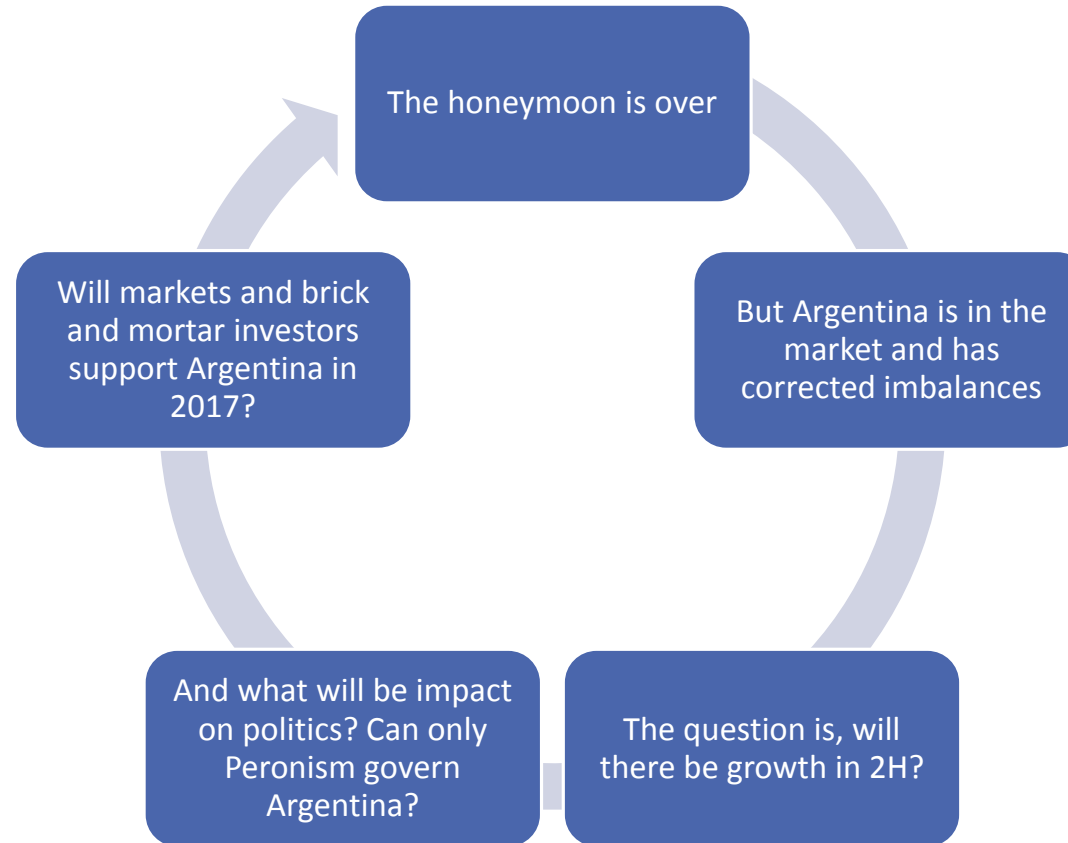 The honeymoon is over
But Argentina is in the
market and has
corrected imbalances
The question is, will
there be growth in 2H?
And what will be impact
on politics? Can only
Peronism govern
Argentina?
Will markets and brick
and mortar investors
support Argentina in
2017?